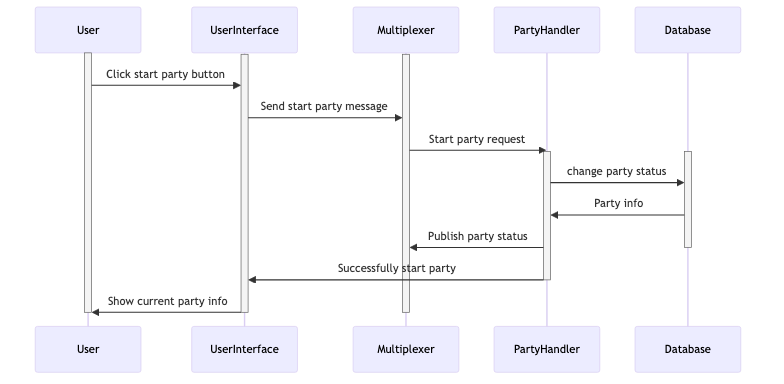 User
UserInterface
Multiplexer
PartyHandler
Database
Click start party button
Send start party message
Start party request
change party status
Party info
Publish party status
Successfully start party
Show current party info
User
UserInterface
Multiplexer
PartyHandler
Database